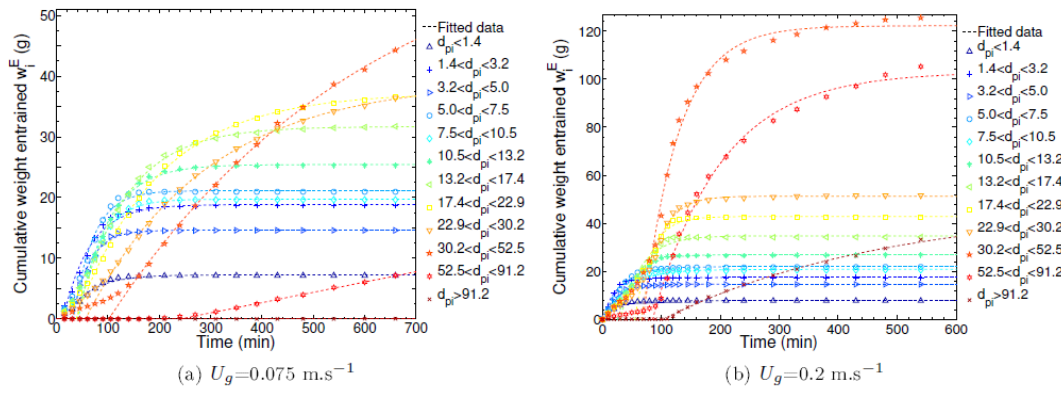 Cumulative weight entrained w_i^E (g)
50
40
30
20
10
0
0 100 200 300 400 500 600 700
Time (min)
Fitted data
d_pi<1.4
1.4<d_pi<3.2
3.2<d_pi<5.0
5.0<d_pi<7.5
7.5<d_pi<10.5
10.5<d_pi<13.2
13.2<d_pi<17.4
17.4<d_pi<22.9
22.9<d_pi<30.2
30.2<d_pi<52.5
52.5<d_pi<91.2
d_pi>91.2
(a) U_g=0.075 m.s⁻¹
Cumulative weight entrained w_i^E (g)
120
100
80
60
40
20
0
0 100 200 300 400 500 600
Time (min)
Fitted data
d_pi<1.4
1.4<d_pi<3.2
3.2<d_pi<5.0
5.0<d_pi<7.5
7.5<d_pi<10.5
10.5<d_pi<13.2
13.2<d_pi<17.4
17.4<d_pi<22.9
22.9<d_pi<30.2
30.2<d_pi<52.5
52.5<d_pi<91.2
d_pi>91.2
(b) U_g=0.2 m.s⁻¹